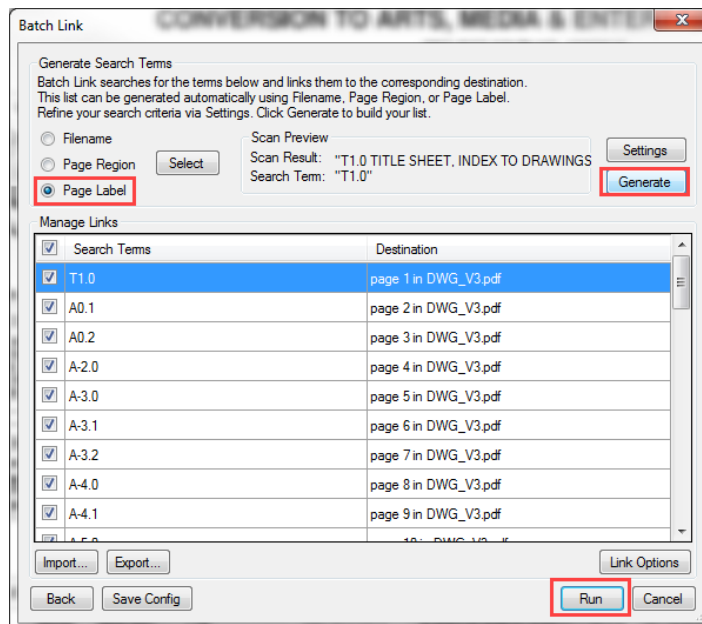 CONVERSION TO ARTS, MEDIA & ENTER
Batch Link
Generate Search Terms
Batch Link searches for the terms below and links them to the corresponding destination.
This list can be generated automatically using Filename, Page Region, or Page Label.
Refine your search criteria via Settings. Click Generate to build your list.
Filename
Page Region
Select
Page Label
Scan Preview
Scan Result: "T1.0 TITLE SHEET, INDEX TO DRAWINGS
Search Term: "T1.0"
Settings
Generate
Manage Links
Search Terms Destination
T1.0 page 1 in DWG_V3.pdf
A0.1 page 2 in DWG_V3.pdf
A0.2 page 3 in DWG_V3.pdf
A-2.0 page 4 in DWG_V3.pdf
A-3.0 page 5 in DWG_V3.pdf
A-3.1 page 6 in DWG_V3.pdf
A-3.2 page 7 in DWG_V3.pdf
A-4.0 page 8 in DWG_V3.pdf
A-4.1 page 9 in DWG_V3.pdf
Import... Export... Link Options
Back Save Config Run Cancel